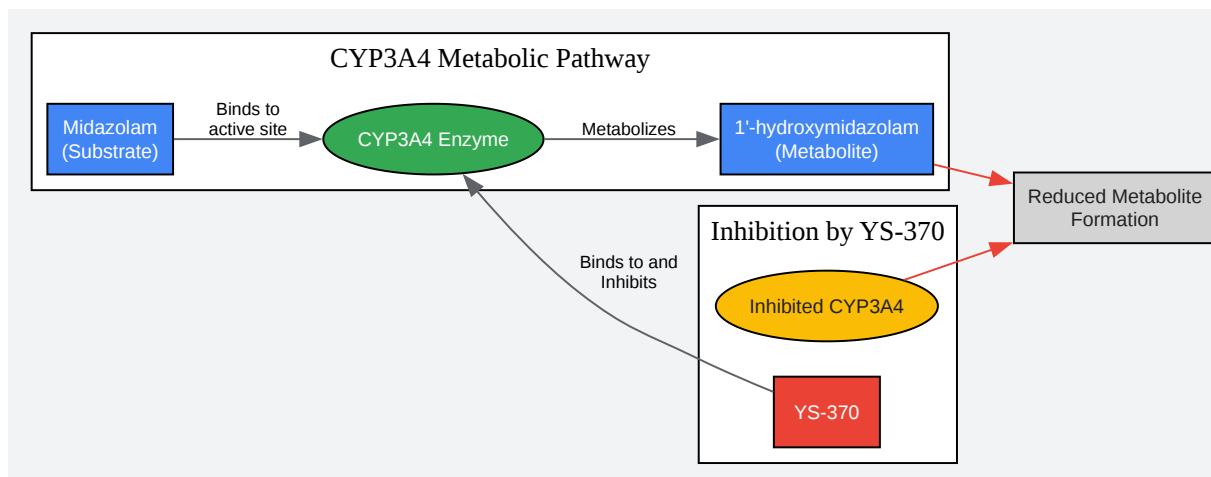 CYP3A4 Metabolic Pathway
Midazolam
(Substrate)
Binds to
active site
CYP3A4 Enzyme
Metabolizes
1'-hydroxymidazolam
(Metabolite)
Reduced Metabolite
Formation
Inhibition by YS-370
Binds to and
Inhibits
Inhibited CYP3A4
YS-370